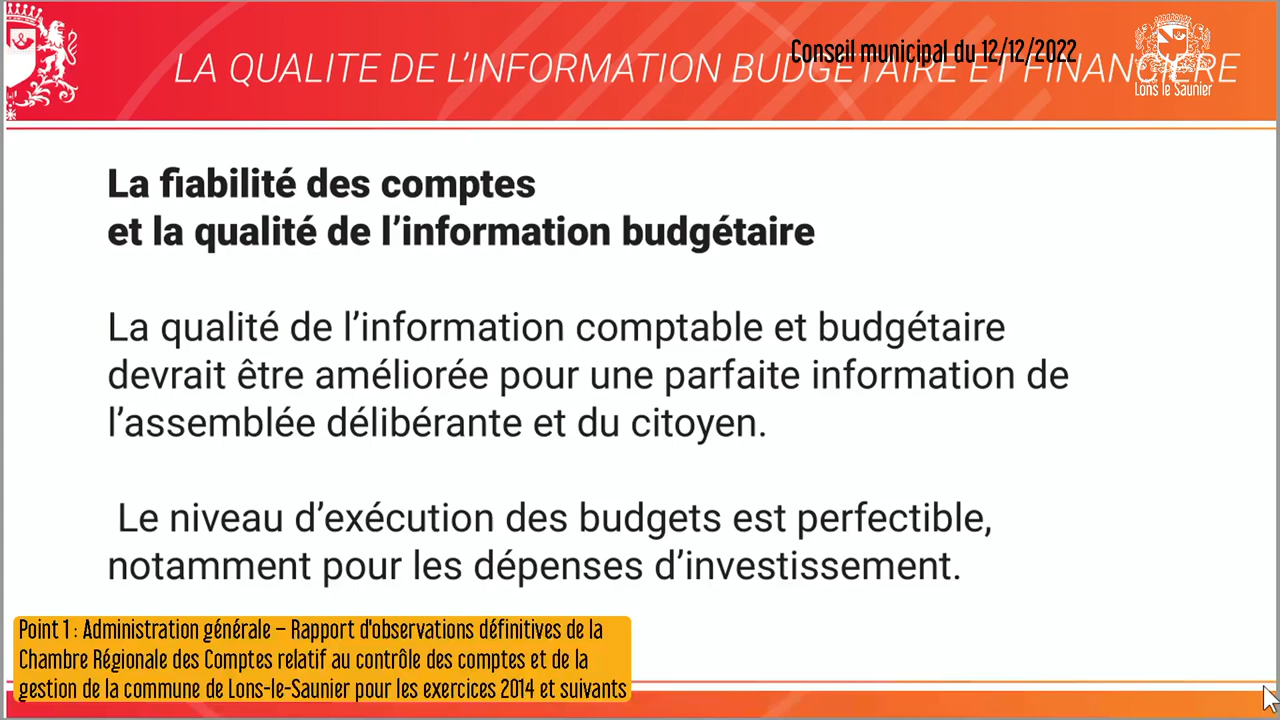 Conseil municipal du 12/12/2022
LA QUALITE DE L'INFORMATION BUDGETAIRE ET FINANCIERE
Lons le Saunier
La fiabilité des comptes
et la qualité de l'information budgétaire
La qualité de l'information comptable et budgétaire
devrait être améliorée pour une parfaite information de
l'assemblée délibérante et du citoyen.
Le niveau d'exécution des budgets est perfectible,
notamment pour les dépenses d'investissement.
Point 1 : Administration générale – Rapport d'observations définitives de la
Chambre Régionale des Comptes relatif au contrôle des comptes et de la
gestion de la commune de Lons-le-Saunier pour les exercices 2014 et suivants